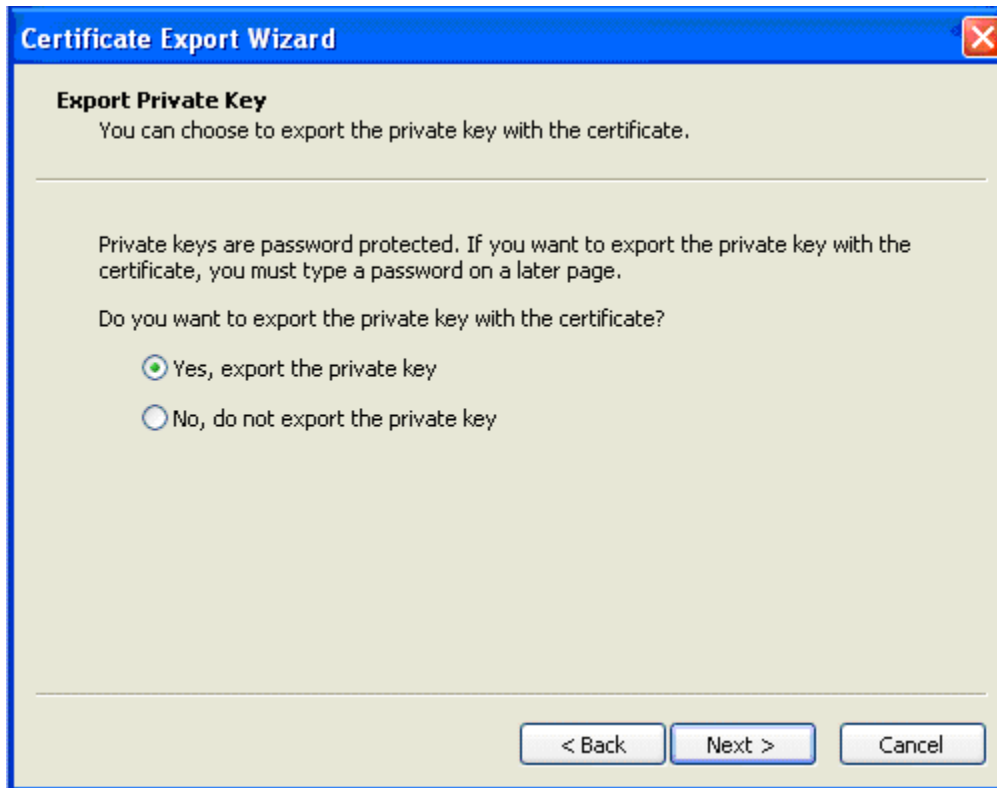 Certificate Export Wizard
Export Private Key
You can choose to export the private key with the certificate.
Private keys are password protected. If you want to export the private key with the
certificate, you must type a password on a later page.
Do you want to export the private key with the certificate?
Yes, export the private key
No, do not export the private key
< Back
Next >
Cancel